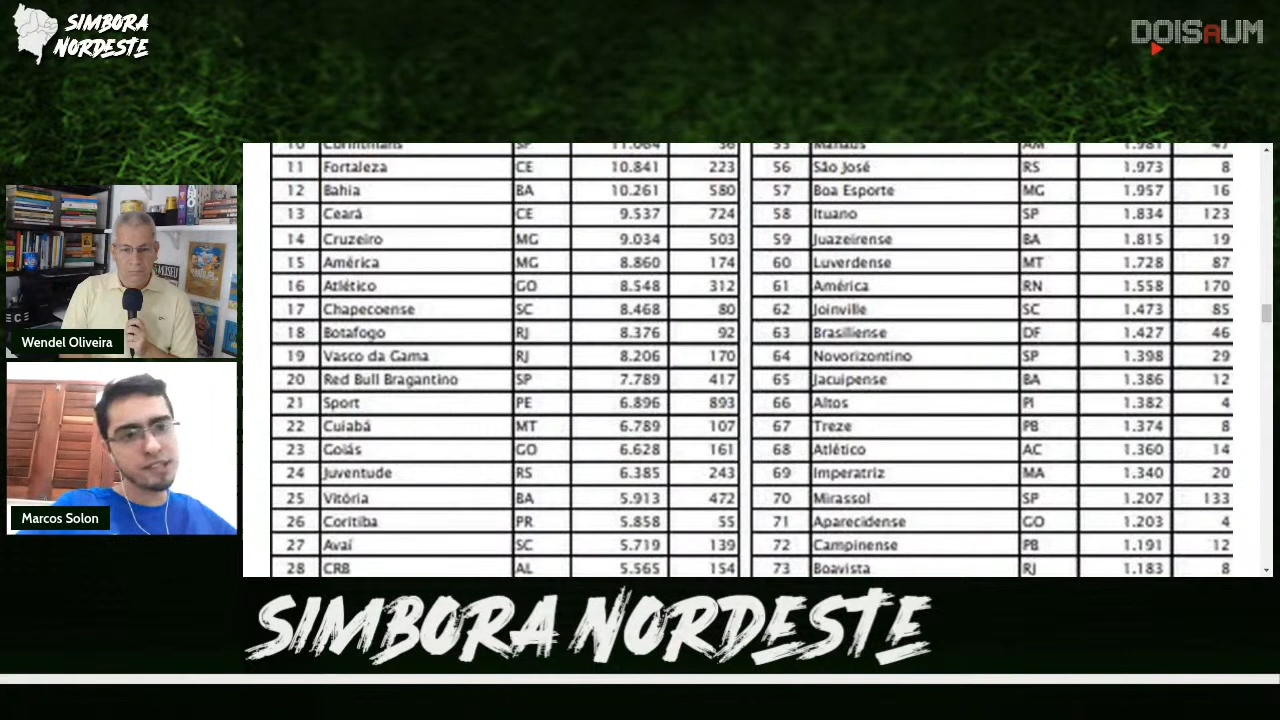 SIMBORA
NORDESTE
DOISAUM
10 Corinthians SP 11.064 36 55 Manaus AM 1.981 47
11 Fortaleza CE 10.841 223 56 São José RS 1.973 8
12 Bahia BA 10.261 580 57 Boa Esporte MG 1.957 16
13 Ceará CE 9.537 724 58 Ituano SP 1.834 123
14 Cruzeiro MG 9.034 503 59 Juazeirense BA 1.815 19
15 América MG 8.860 174 60 Luverdense MT 1.728 87
16 Atlético GO 8.548 312 61 América RN 1.558 170
17 Chapecoense SC 8.468 80 62 Joinville SC 1.473 85
18 Botafogo RJ 8.376 92 63 Brasiliense DF 1.427 46
19 Vasco da Gama RJ 8.206 170 64 Novorizontino SP 1.398 29
20 Red Bull Bragantino SP 7.789 417 65 Jacuipense BA 1.386 12
21 Sport PE 6.896 893 66 Altos PI 1.382 4
22 Cuiabá MT 6.789 107 67 Treze PB 1.374 8
23 Goiás GO 6.628 161 68 Atlético AC 1.360 14
24 Juventude RS 6.385 243 69 Imperatriz MA 1.340 20
25 Vitória BA 5.913 472 70 Mirassol SP 1.207 133
26 Coritiba PR 5.858 55 71 Aparecidense GO 1.203 4
27 Avaí SC 5.719 139 72 Campinense PB 1.191 12
28 CRB AL 5.565 154 73 Boavista RJ 1.183 8
Wendel Oliveira
Marcos Solon
SIMBORA NORDESTE